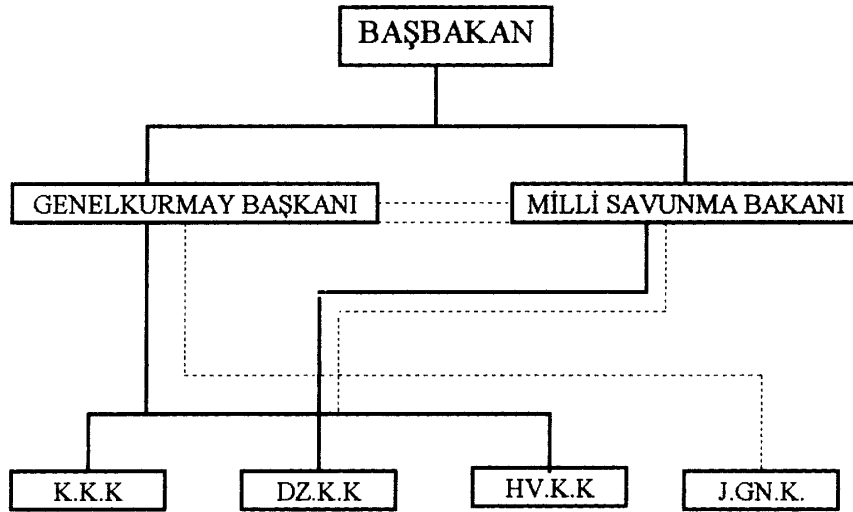 BAŞBAKAN
GENELKURMAY BAŞKANI
MİLLİ SAVUNMA BAKANI
K.K.K
DZ.K.K
HV.K.K
J.GN.K.